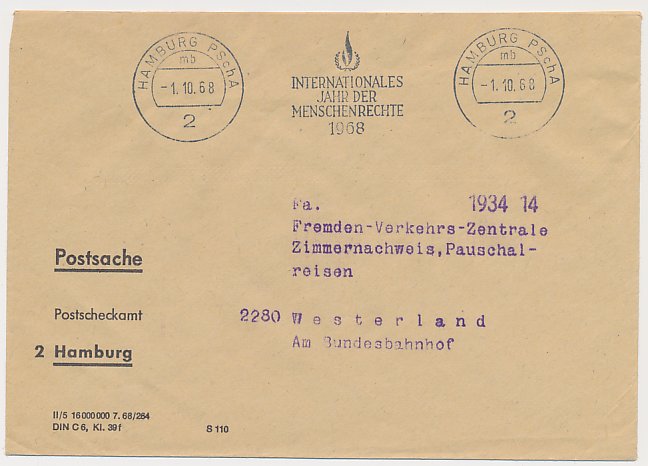 HAMBURG PSchA
mb
-1.10.68
2
INTERNATIONALES
JAHR DER
MENSCHENRECHTE
1968
HAMBURG PSchA
mb
-1.10.68
2
Fa. 1934 14
Fremden-Verkehrs-Zentrale
Zimmernachweis,Pauschal-
reisen
2280 Westerland
Am Bundesbahnhof
Postsache
Postscheckamt
2 Hamburg
II/5 16000000 7. 68/264
DIN C 6, Kl. 39f S 110